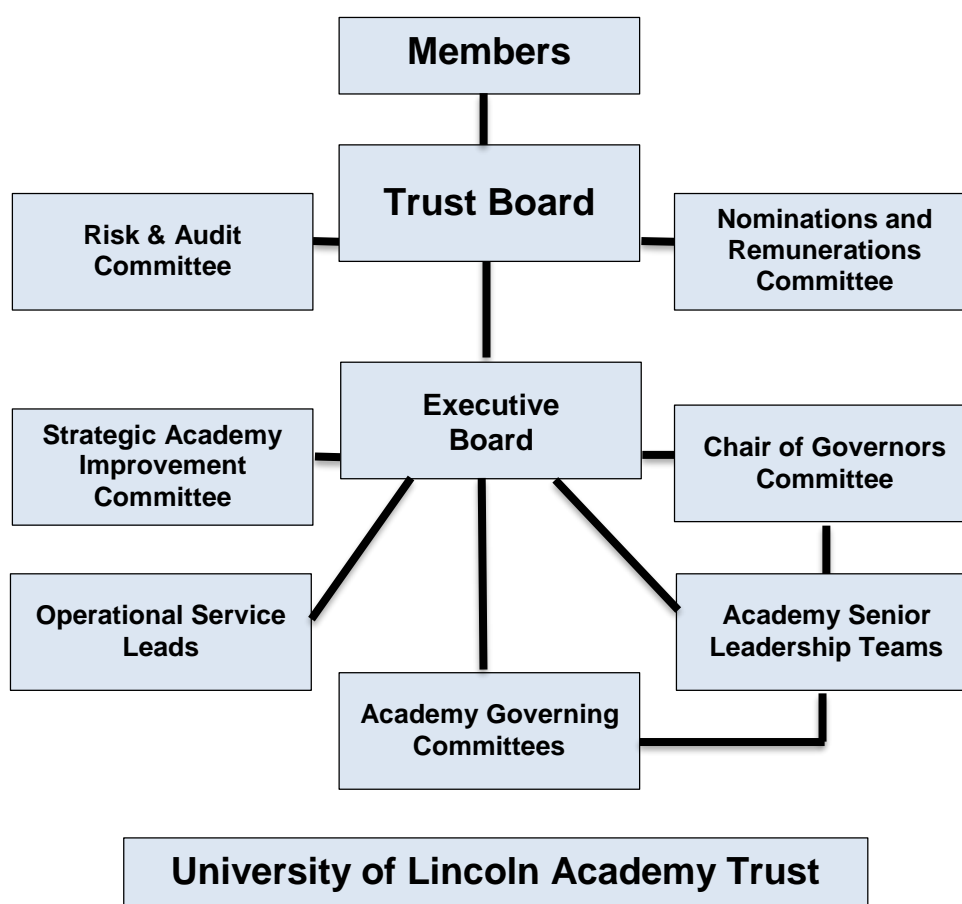 Members
Trust Board
Risk & Audit
Committee
Nominations and
Remunerations
Committee
Executive
Board
Strategic Academy
Improvement
Committee
Chair of Governors
Committee
Operational Service
Leads
Academy Senior
Leadership Teams
Academy Governing
Committees
University of Lincoln Academy Trust